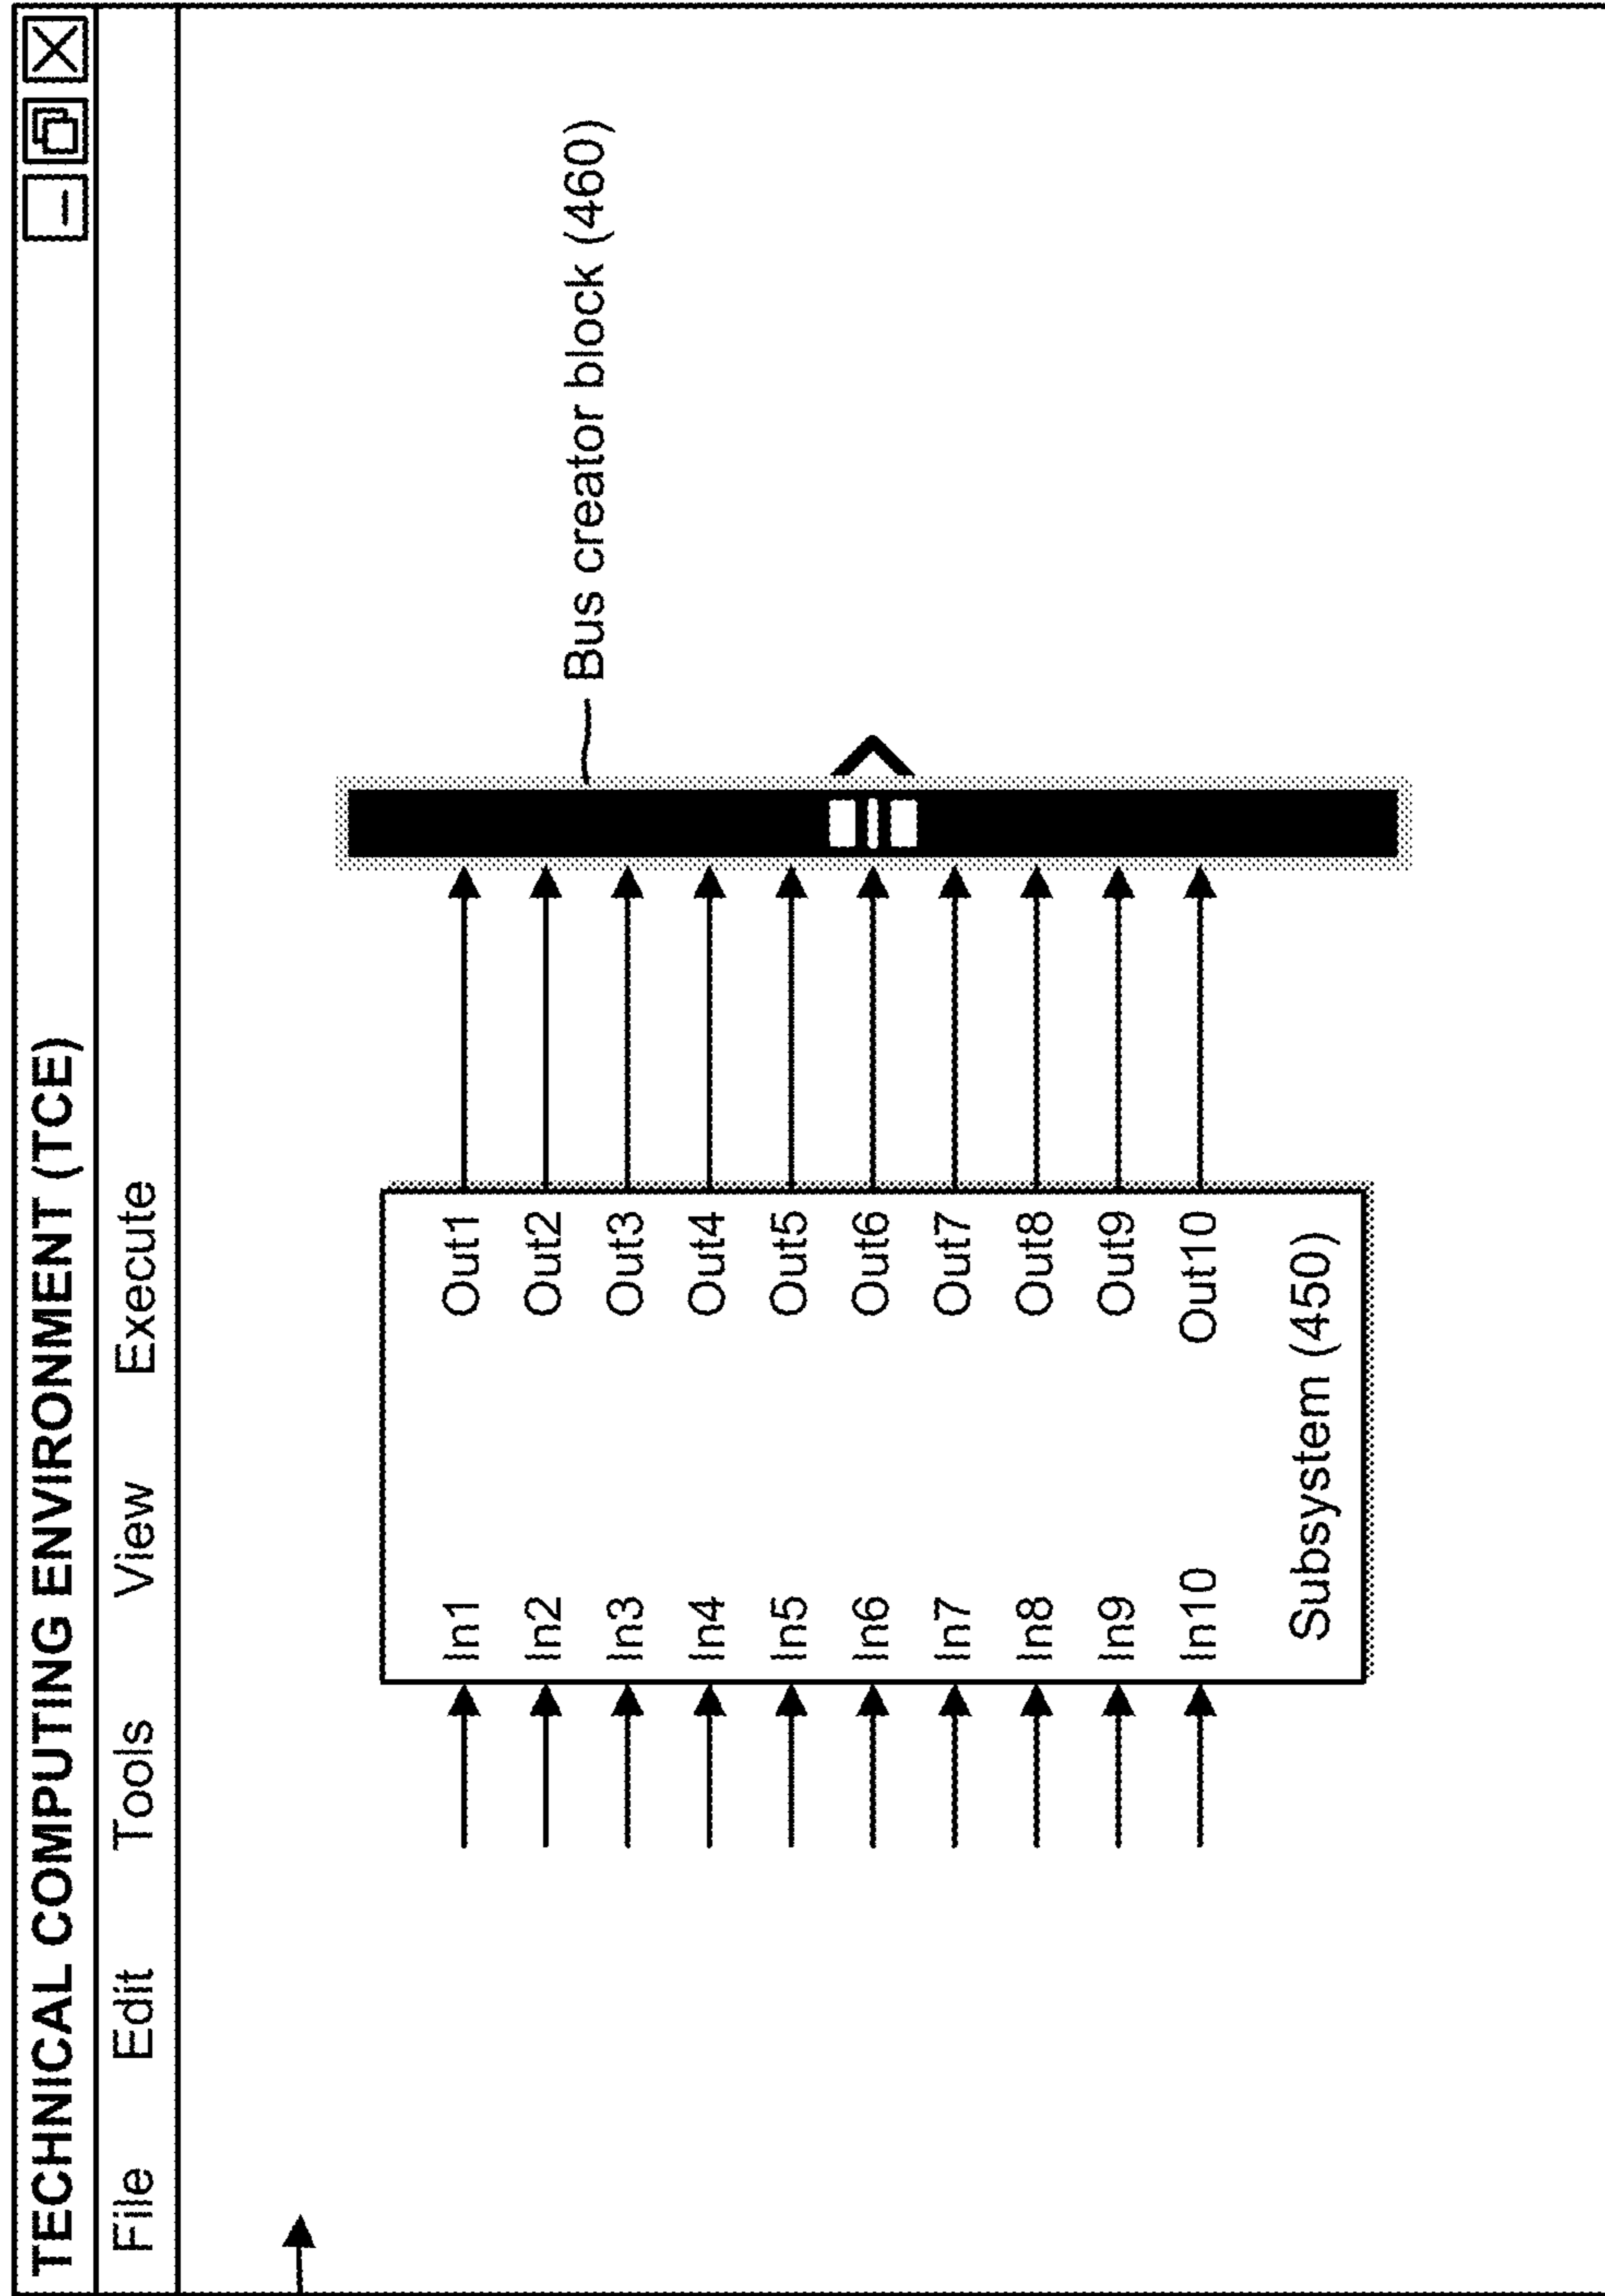 TECHNICAL COMPUTING ENVIRONMENT (TCE)
File Edit Tools View Execute
Bus creator block (460)
In1 Out1
In2 Out2
In3 Out3
In4 Out4
In5 Out5
In6 Out6
In7 Out7
In8 Out8
In9 Out9
In10 Out10
Subsystem (450)